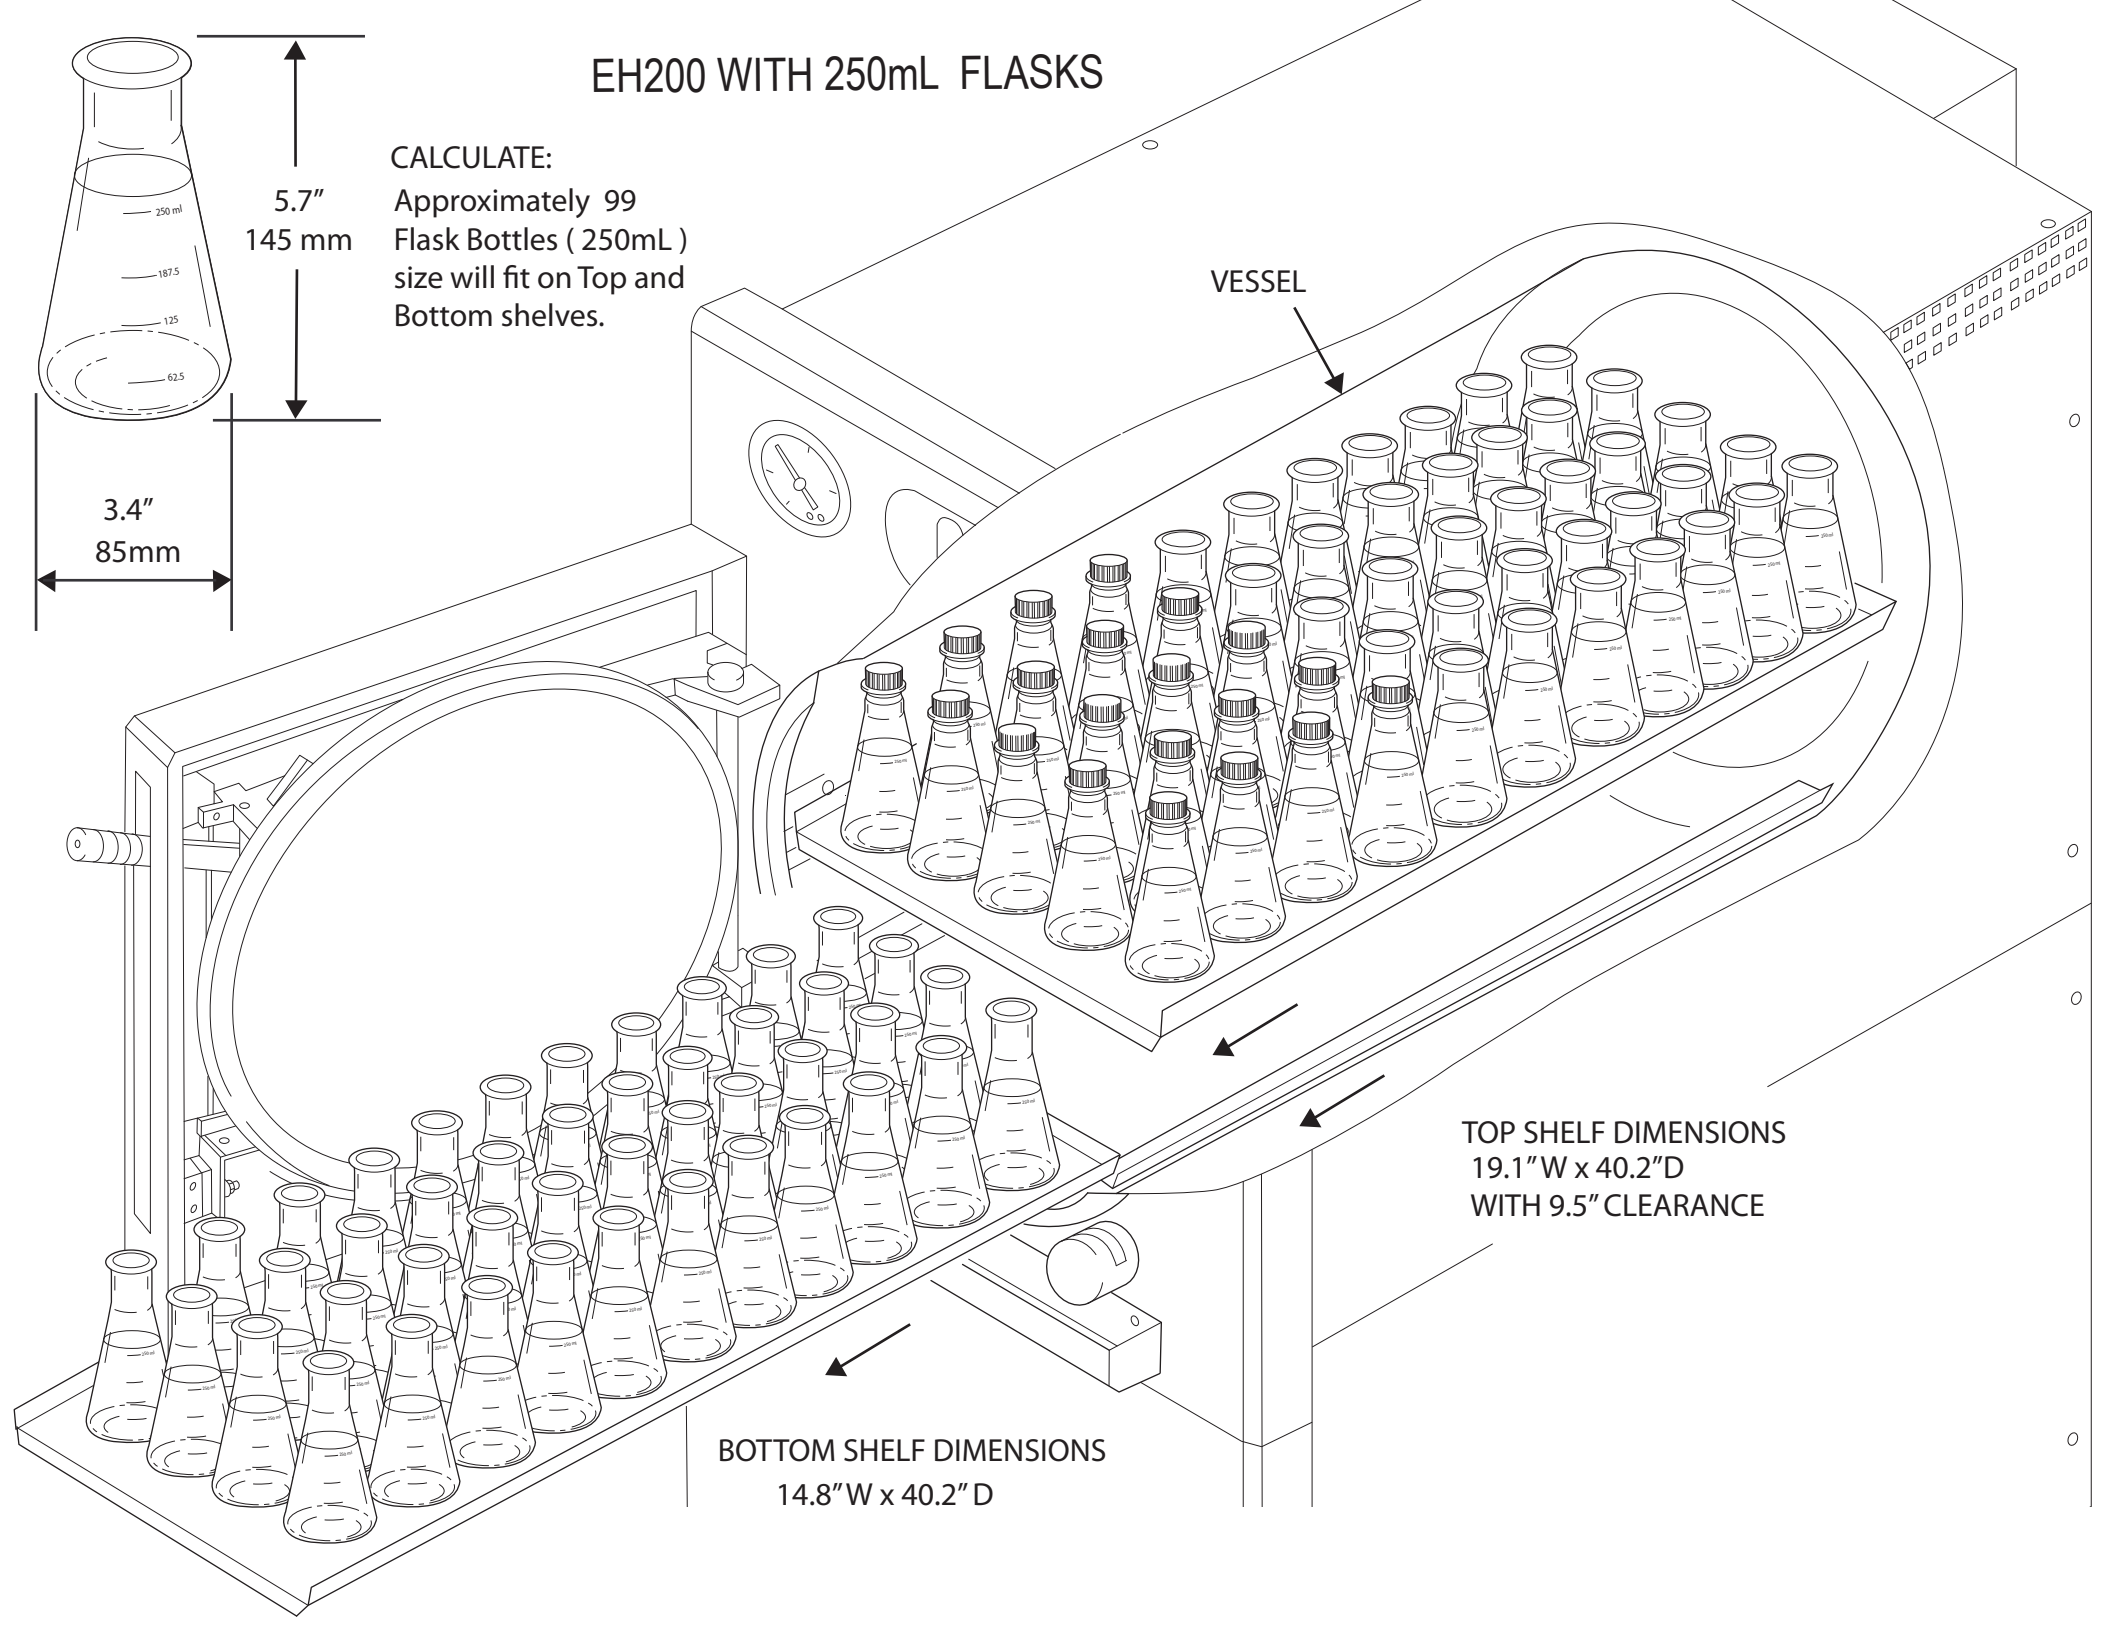 EH200 WITH 250mL FLASKS
CALCULATE:
Approximately 99
Flask Bottles ( 250mL )
size will fit on Top and
Bottom shelves.
5.7”
145 mm
250 ml
187.5
125
62.5
3.4”
85mm
VESSEL
TOP SHELF DIMENSIONS
19.1” W x 40.2”D
WITH 9.5” CLEARANCE
BOTTOM SHELF DIMENSIONS
14.8” W x 40.2” D